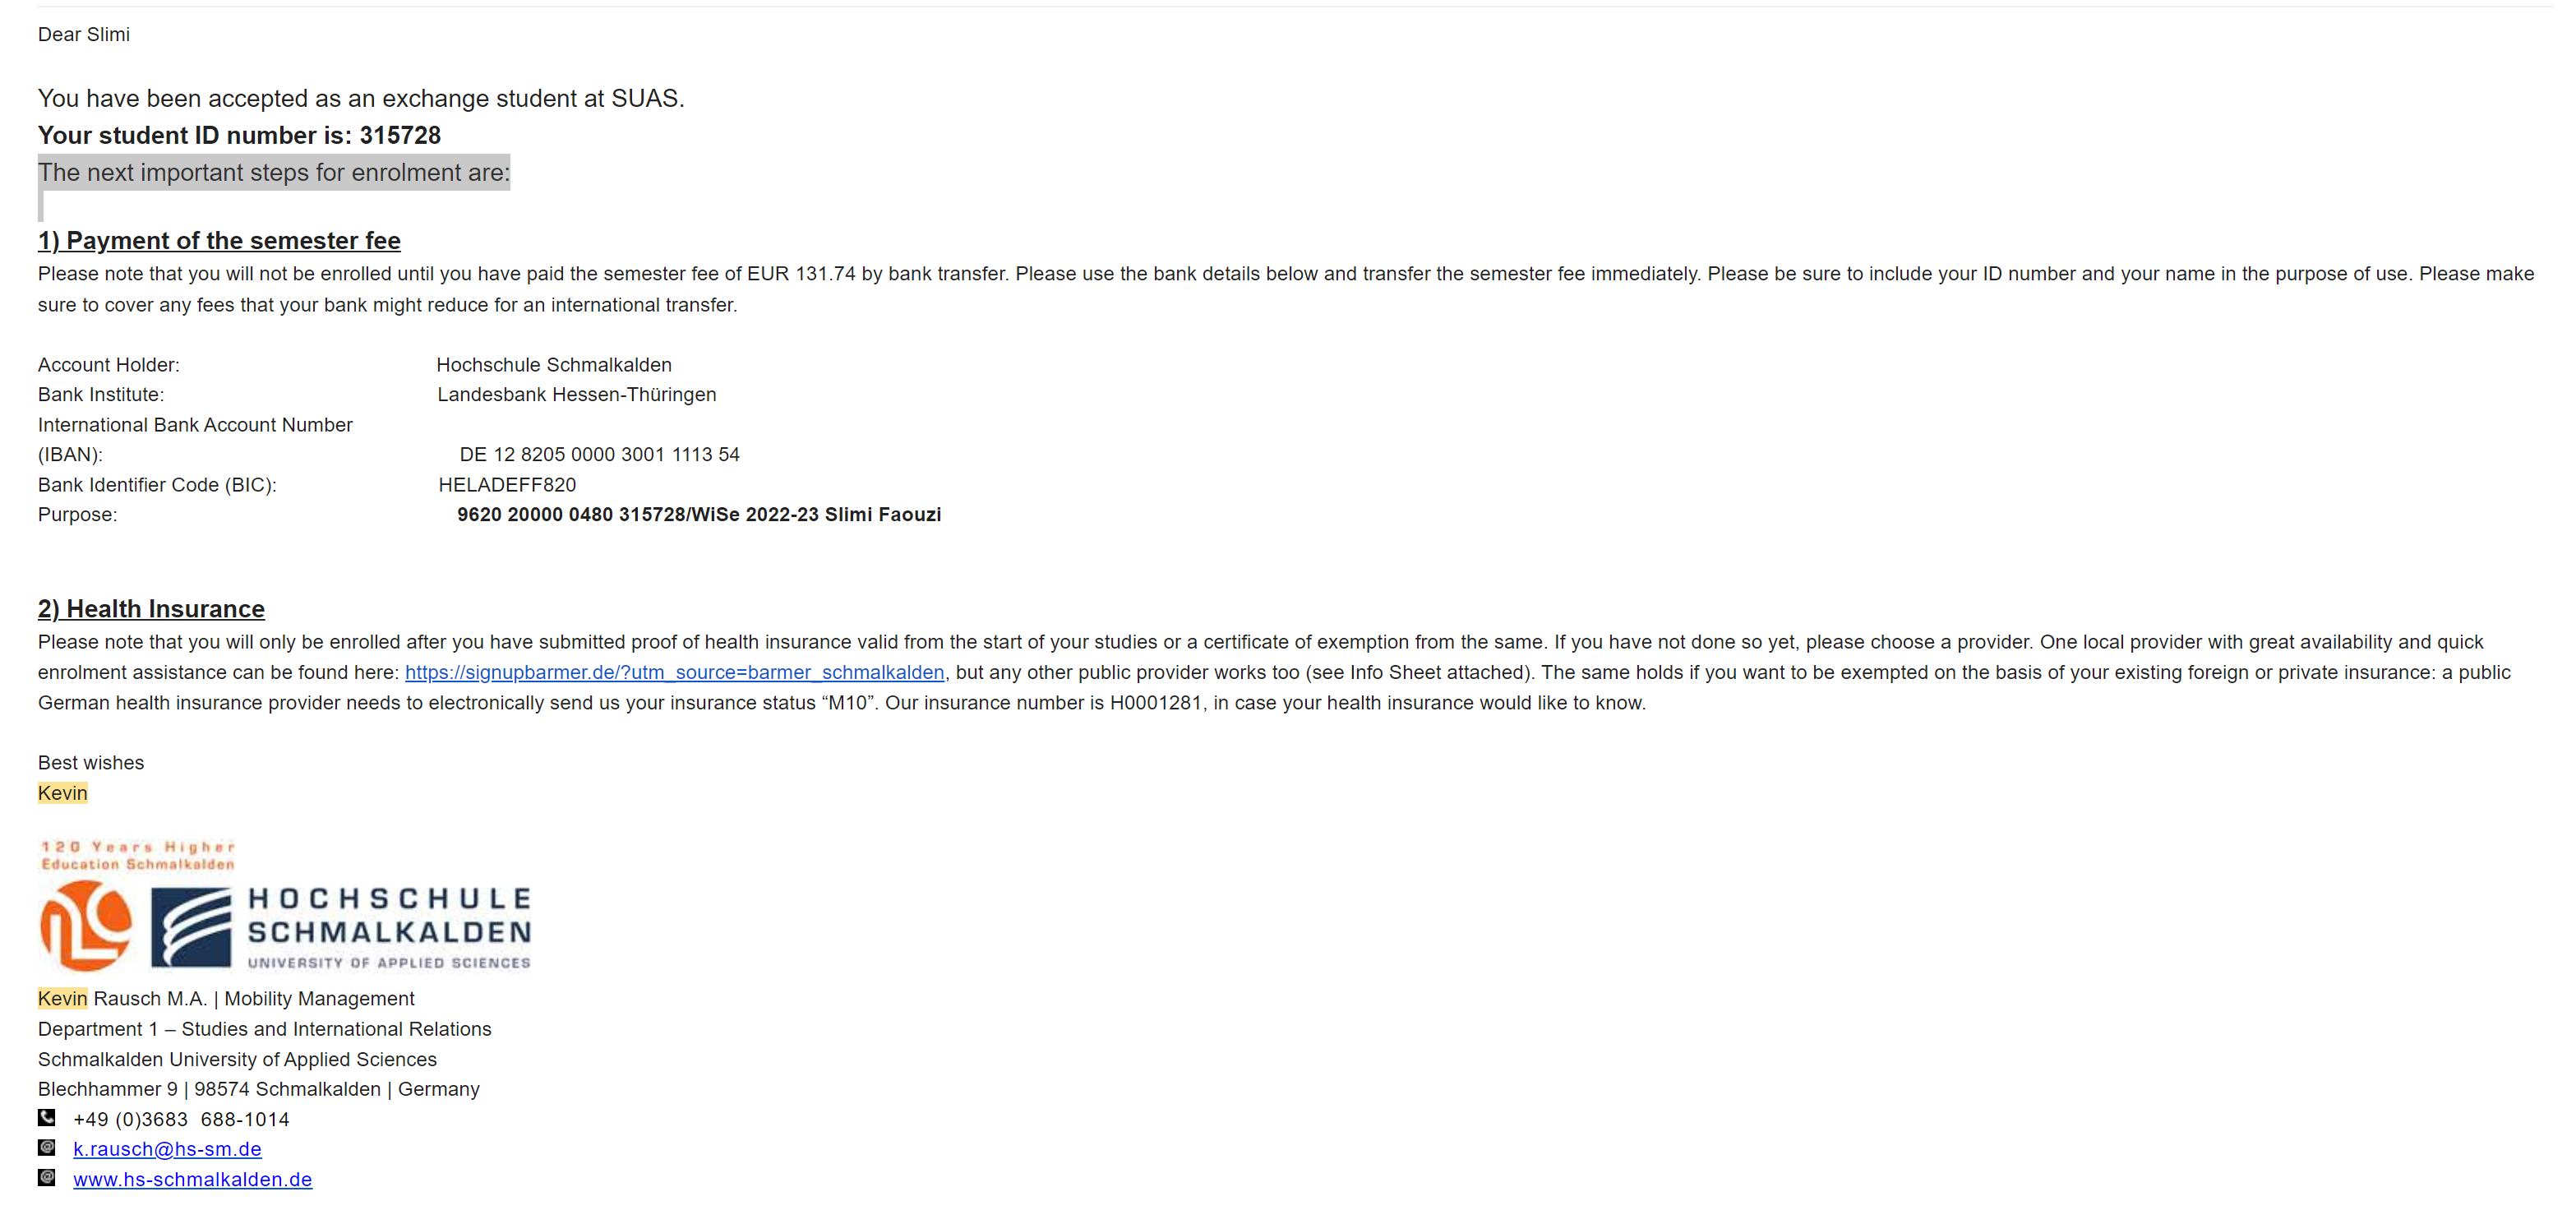 Dear Slimi
You have been accepted as an exchange student at SUAS.
Your student ID number is: 315728
The next important steps for enrolment are:
1) Payment of the semester fee
Please note that you will not be enrolled until you have paid the semester fee of EUR 131.74 by bank transfer. Please use the bank details below and transfer the semester fee immediately. Please be sure to include your ID number and your name in the purpose of use. Please make
sure to cover any fees that your bank might reduce for an international transfer.
Account Holder: Hochschule Schmalkalden
Bank Institute: Landesbank Hessen-Thüringen
International Bank Account Number
(IBAN): DE 12 8205 0000 3001 1113 54
Bank Identifier Code (BIC): HELADEFF820
Purpose: 9620 20000 0480 315728/WiSe 2022-23 Slimi Faouzi
2) Health Insurance
Please note that you will only be enrolled after you have submitted proof of health insurance valid from the start of your studies or a certificate of exemption from the same. If you have not done so yet, please choose a provider. One local provider with great availability and quick
enrolment assistance can be found here: https://signupbarmer.de/?utm_source=barmer_schmalkalden, but any other public provider works too (see Info Sheet attached). The same holds if you want to be exempted on the basis of your existing foreign or private insurance: a public
German health insurance provider needs to electronically send us your insurance status “M10”. Our insurance number is H0001281, in case your health insurance would like to know.
Best wishes
Kevin
120 Years Higher
Education Schmalkalden
HOCHSCHULE
SCHMALKALDEN
UNIVERSITY OF APPLIED SCIENCES
Kevin Rausch M.A. | Mobility Management
Department 1 – Studies and International Relations
Schmalkalden University of Applied Sciences
Blechhammer 9 | 98574 Schmalkalden | Germany
+49 (0)3683 688-1014
k.rausch@hs-sm.de
www.hs-schmalkalden.de